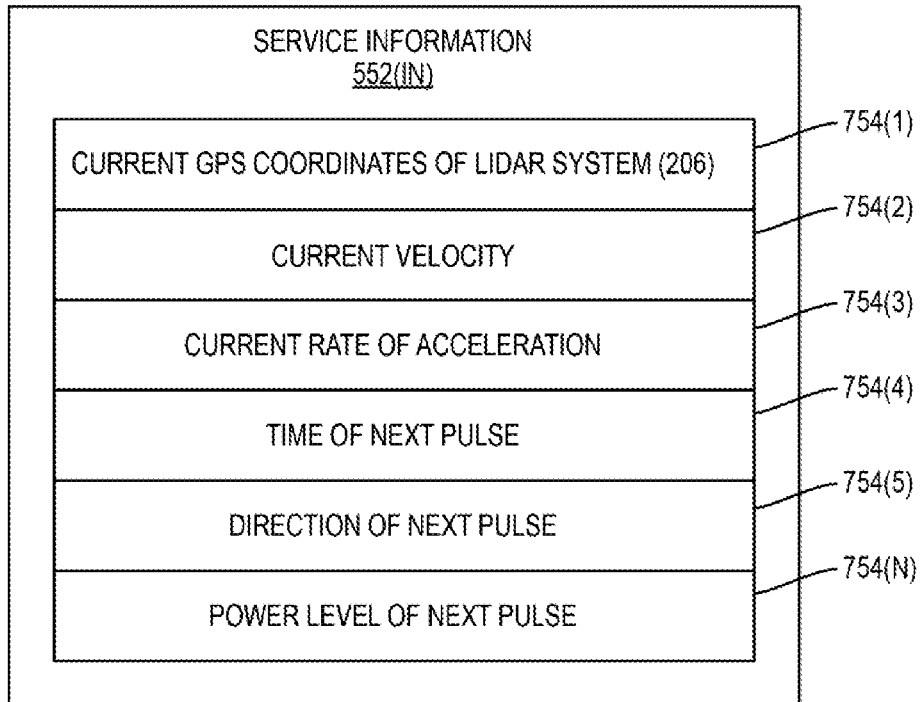 SERVICE INFORMATION
552(IN)
CURRENT GPS COORDINATES OF LIDAR SYSTEM (206)
754(1)
CURRENT VELOCITY
754(2)
CURRENT RATE OF ACCELERATION
754(3)
TIME OF NEXT PULSE
754(4)
DIRECTION OF NEXT PULSE
754(5)
POWER LEVEL OF NEXT PULSE
754(N)